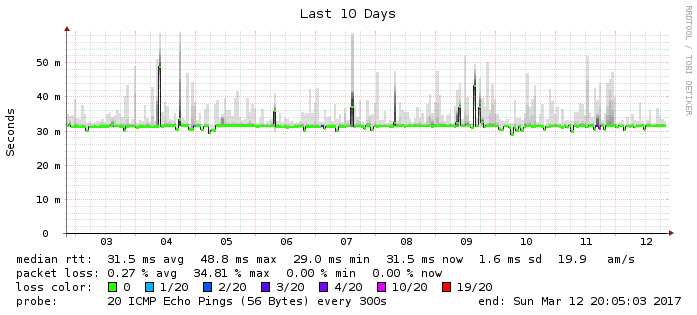 Last 10 Days
RRDTOOL / TOBI OETIKER
Seconds
50 m
40 m
30 m
20 m
10 m
0
03 04 05 06 07 08 09 10 11 12
median rtt: 31.5 ms avg 48.8 ms max 29.0 ms min 31.5 ms now 1.6 ms sd 19.9 am/s
packet loss: 0.27 % avg 34.81 % max 0.00 % min 0.00 % now
loss color: 0 1/20 2/20 3/20 4/20 10/20 19/20
probe: 20 ICMP Echo Pings (56 Bytes) every 300s end: Sun Mar 12 20:05:03 2017